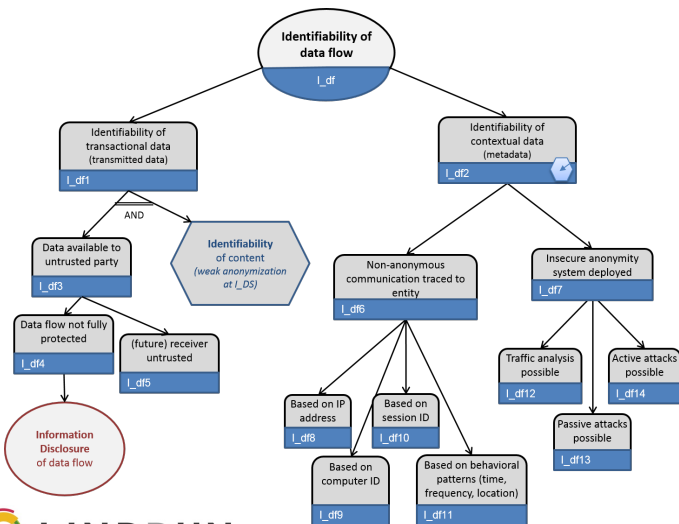 Identifiability of
data flow
I_df
Identifiability of
transactional data
(transmitted data)
I_df1
Identifiability of
contextual data
(metadata)
I_df2
AND
Data available to
untrusted party
I_df3
Identifiability
of content
(weak anonymization
at I_DS)
Non-anonymous
communication traced to
entity
I_df6
Insecure anonymity
system deployed
I_df7
Data flow not fully
protected
I_df4
(future) receiver
untrusted
I_df5
Traffic analysis
possible
I_df12
Active attacks
possible
I_df14
Passive attacks
possible
I_df13
Based on IP
address
I_df8
Based on
session ID
I_df10
Based on
computer ID
I_df9
Based on behavioral
patterns (time,
frequency, location)
I_df11
Information
Disclosure
of data flow